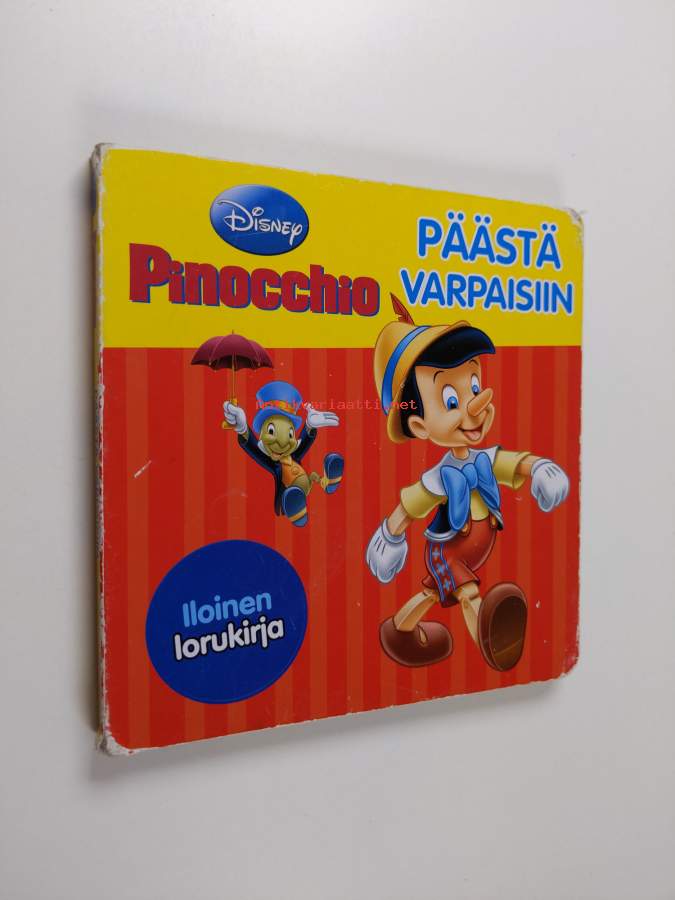 Disney
Pinocchio
PÄÄSTÄ
VARPAISIIN
Iloinen
lorukirja